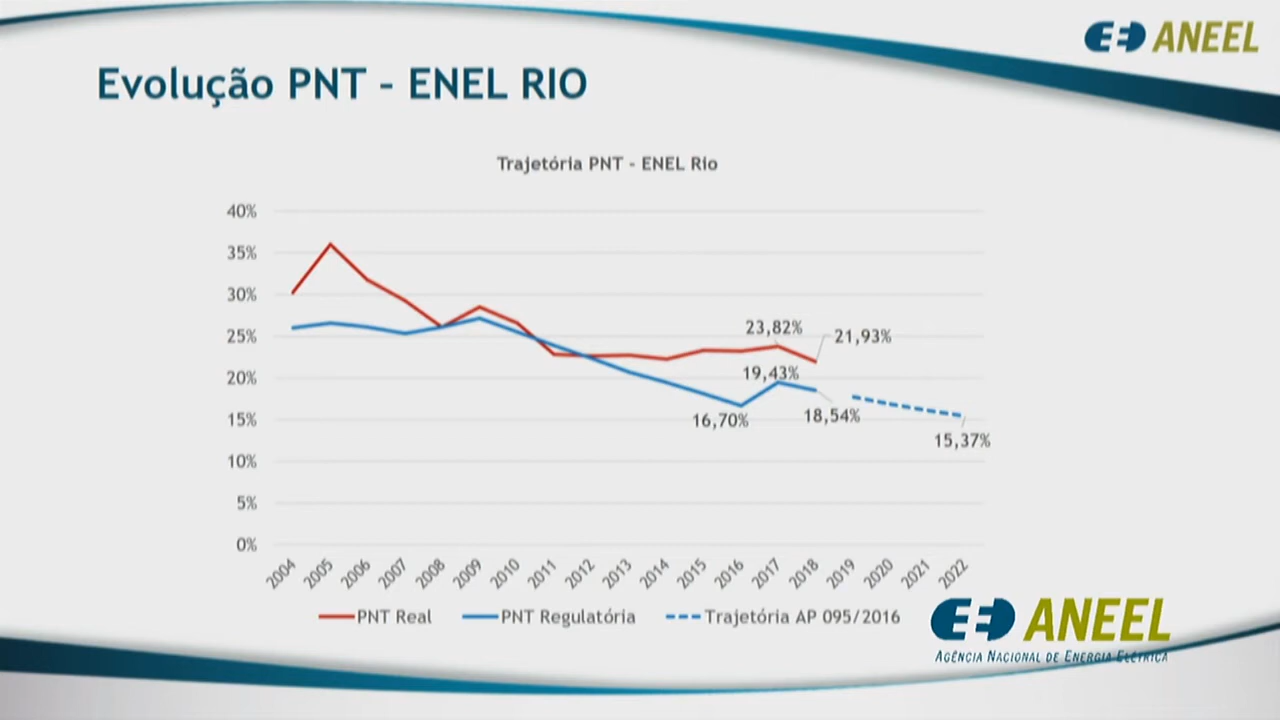 ANEEL
Evolução PNT - ENEL RIO
Trajetória PNT - ENEL Rio
40%
35%
30%
25%
20%
15%
10%
5%
0%
23,82%
21,93%
19,43%
16,70%
18,54%
15,37%
2004 2005 2006 2007 2008 2009 2010 2011 2012 2013 2014 2015 2016 2017 2018 2019 2020 2021 2022
PNT Real PNT Regulatória Trajetória AP 095/2016
ANEEL
AGÊNCIA NACIONAL DE ENERGIA ELÉTRICA